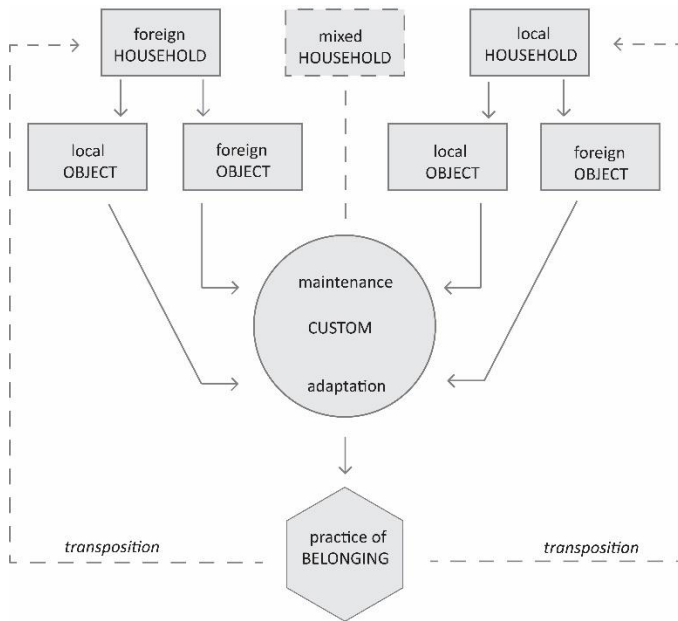 foreign
HOUSEHOLD
mixed
HOUSEHOLD
local
HOUSEHOLD
local
OBJECT
foreign
OBJECT
local
OBJECT
foreign
OBJECT
maintenance
CUSTOM
adaptation
practice of
BELONGING
transposition
transposition